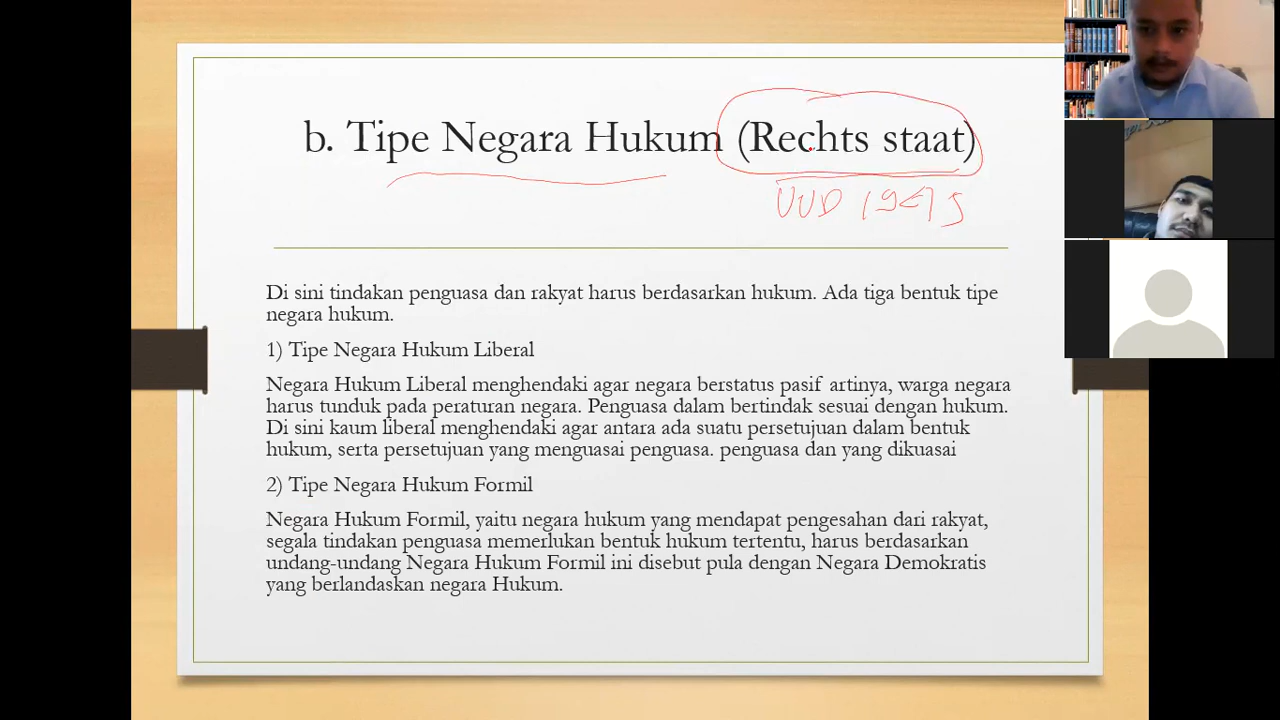 b. Tipe Negara Hukum (Rechts staat)
UUD 1945
Di sini tindakan penguasa dan rakyat harus berdasarkan hukum. Ada tiga bentuk tipe
negara hukum.
1) Tipe Negara Hukum Liberal
Negara Hukum Liberal menghendaki agar negara berstatus pasif artinya, warga negara
harus tunduk pada peraturan negara. Penguasa dalam bertindak sesuai dengan hukum.
Di sini kaum liberal menghendaki agar antara ada suatu persetujuan dalam bentuk
hukum, serta persetujuan yang menguasai penguasa. penguasa dan yang dikuasai
2) Tipe Negara Hukum Formil
Negara Hukum Formil, yaitu negara hukum yang mendapat pengesahan dari rakyat,
segala tindakan penguasa memerlukan bentuk hukum tertentu, harus berdasarkan
undang-undang Negara Hukum Formil ini disebut pula dengan Negara Demokratis
yang berlandaskan negara Hukum.